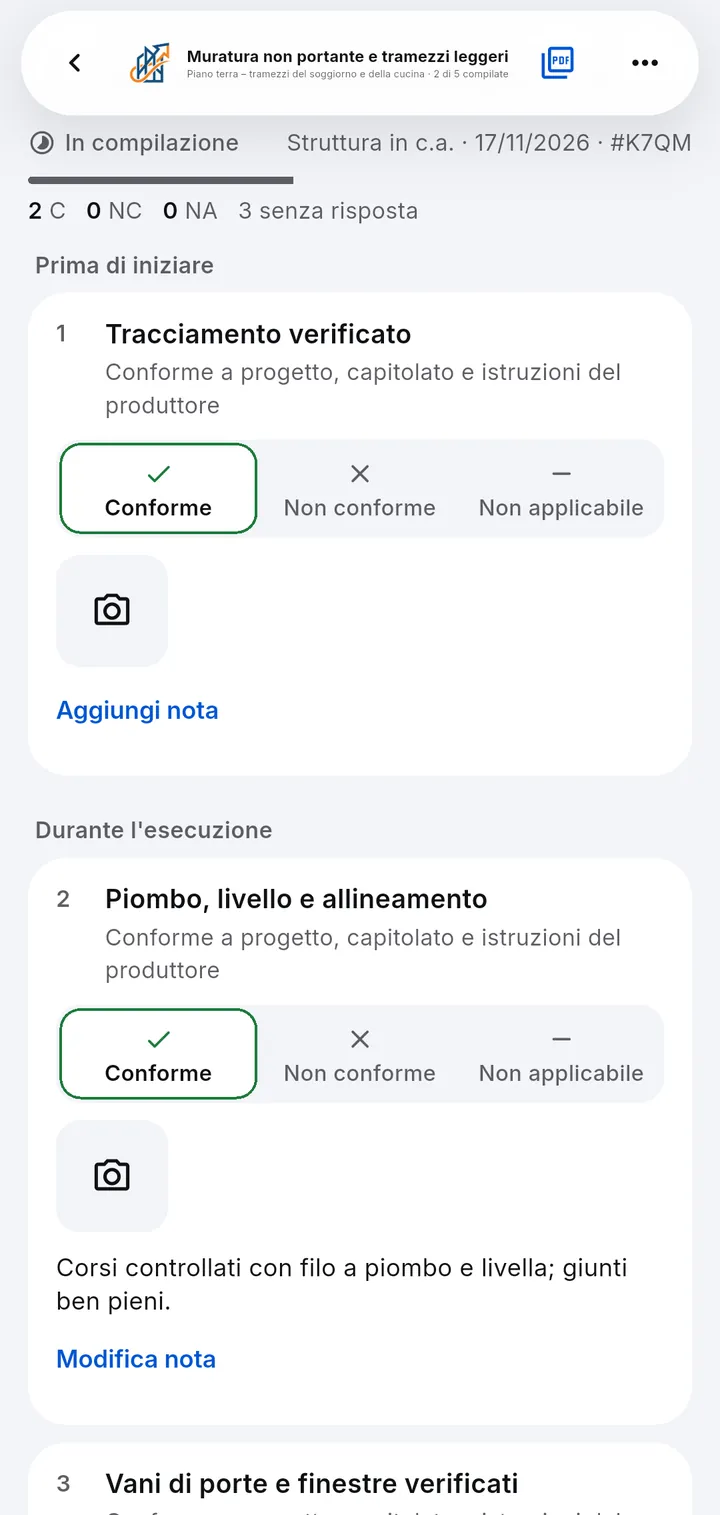 Muratura non portante e tramezzi leggeri
Piano terra – tramezzi del soggiorno e della cucina · 2 di 5 compilate
PDF
In compilazione
Struttura in c.a. · 17/11/2026 · #K7QM
2 C 0 NC 0 NA 3 senza risposta
Prima di iniziare
1 Tracciamento verificato
Conforme a progetto, capitolato e istruzioni del
produttore
Conforme Non conforme Non applicabile
Aggiungi nota
Durante l'esecuzione
2 Piombo, livello e allineamento
Conforme a progetto, capitolato e istruzioni del
produttore
Conforme Non conforme Non applicabile
Corsi controllati con filo a piombo e livella; giunti
ben pieni.
Modifica nota
3 Vani di porte e finestre verificati